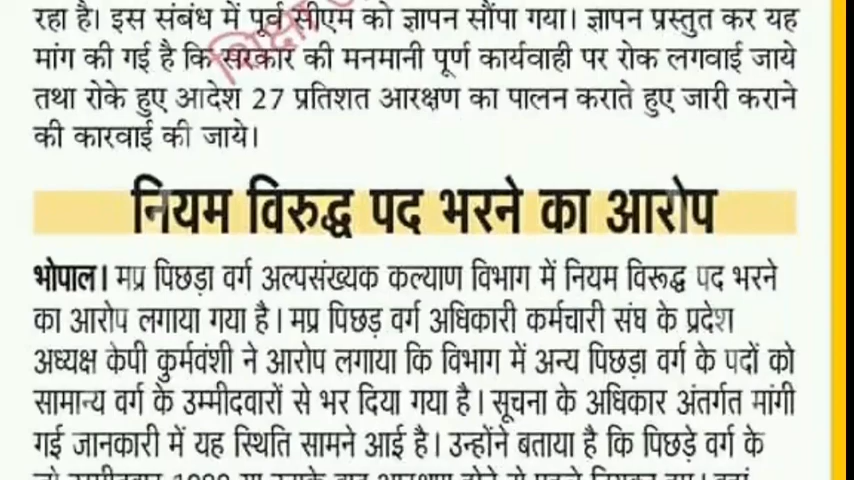 रहा है। इस संबंध में पूर्व सीएम को ज्ञापन सौंपा गया। ज्ञापन प्रस्तुत कर यह
मांग की गई है कि सरकार की मनमानी पूर्ण कार्यवाही पर रोक लगवाई जाये
तथा रोके हुए आदेश 27 प्रतिशत आरक्षण का पालन कराते हुए जारी कराने
की कारवाई की जाये।
नियम विरुद्ध पद भरने का आरोप
भोपाल। मप्र पिछड़ा वर्ग अल्पसंख्यक कल्याण विभाग में नियम विरूद्ध पद भरने
का आरोप लगाया गया है। मप्र पिछड़ वर्ग अधिकारी कर्मचारी संघ के प्रदेश
अध्यक्ष केपी कुर्मवंशी ने आरोप लगाया कि विभाग में अन्य पिछड़ा वर्ग के पदों को
सामान्य वर्ग के उम्मीदवारों से भर दिया गया है। सूचना के अधिकार अंतर्गत मांगी
गई जानकारी में यह स्थिति सामने आई है। उन्होंने बताया है कि पिछड़े वर्ग के